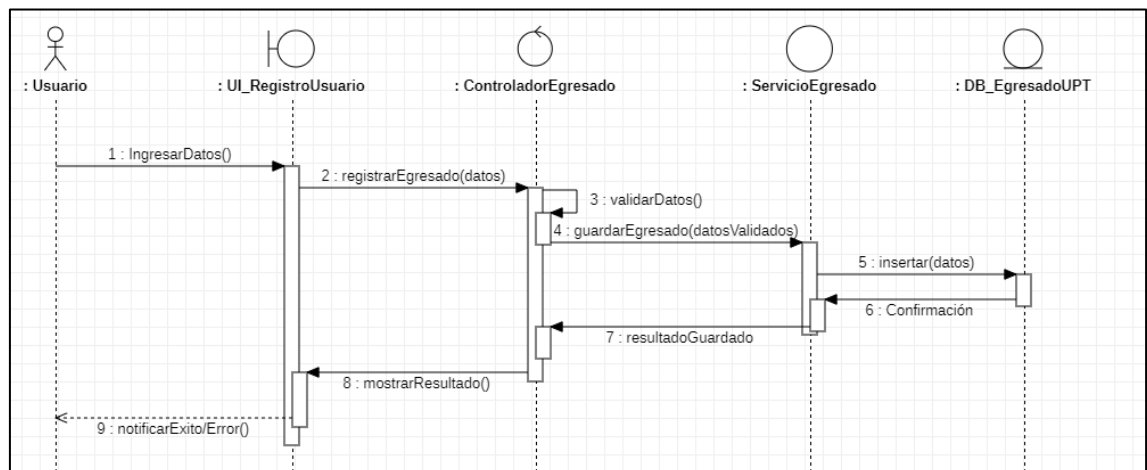 : Usuario
: UI_RegistroUsuario
: ControladorEgresado
: ServicioEgresado
: DB_EgresadoUPT
1 : IngresarDatos()
2 : registrarEgresado(datos)
3 : validarDatos()
4 : guardarEgresado(datosValidados)
5 : insertar(datos)
6 : Confirmación
7 : resultadoGuardado
8 : mostrarResultado()
9 : notificarExito/Error()